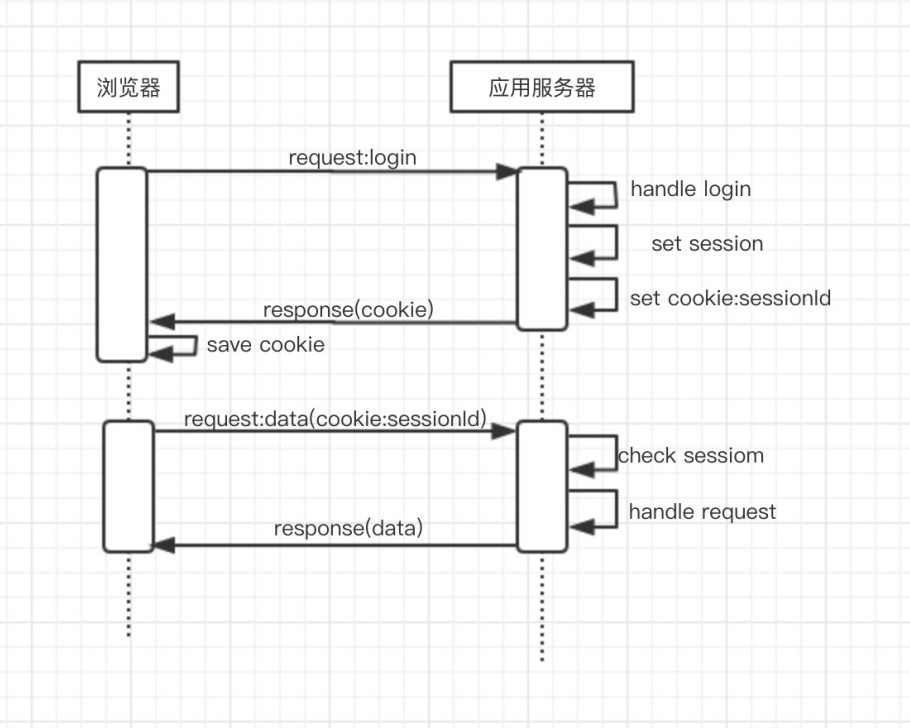 浏览器
应用服务器
request:login
handle login
set session
set cookie:sessionId
response(cookie)
save cookie
request:data(cookie:sessionId)
check sessiom
handle request
response(data)